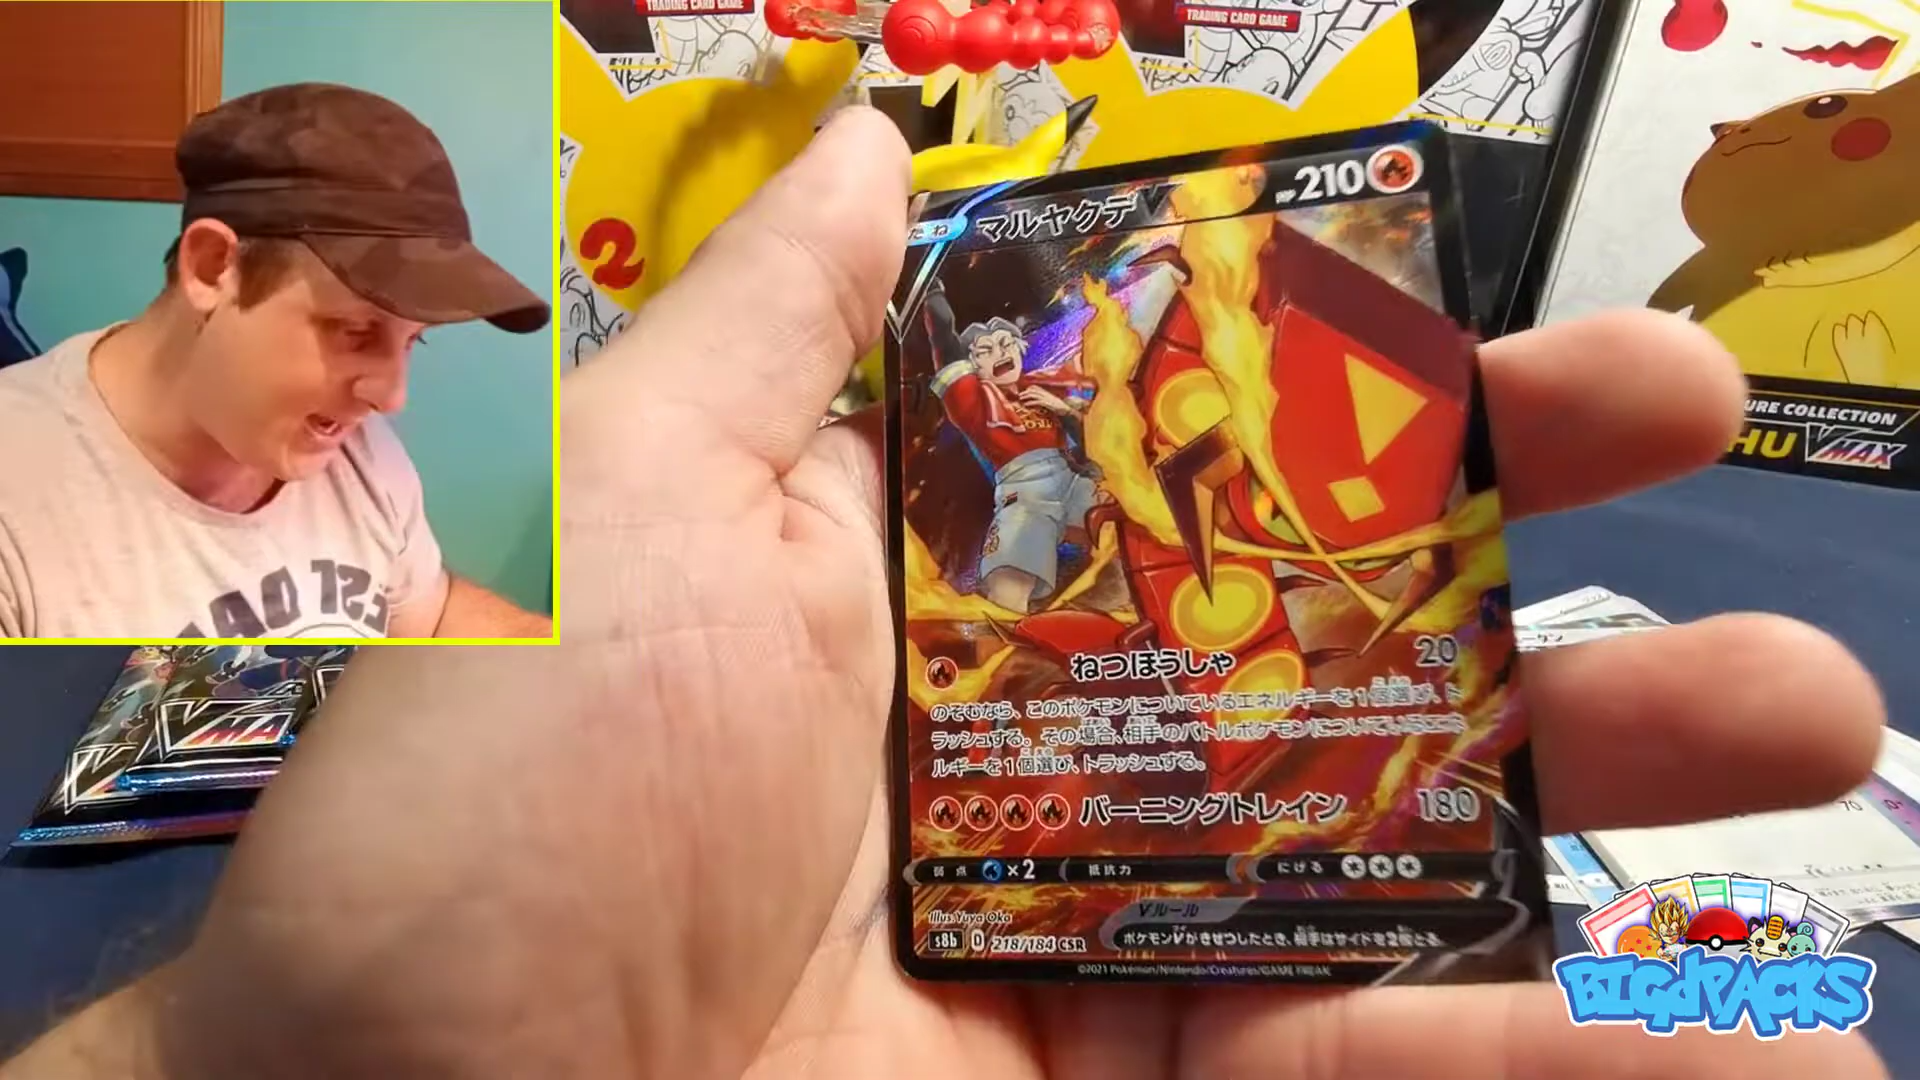 TRADING CARD GAME
TRADING CARD GAME
2
たね
マルヤクデV
HP 210
URE COLLECTION
HU VMAX
VMA
ねつほうしゃ 20
のぞむなら、このポケモンについているエネルギーを1個選び、ト
ラッシュする。その場合、相手のバトルポケモンについているエネ
ルギーを1個選び、トラッシュする。
バーニングトレイン 180
弱点 ×2 抵抗力 にげる
Illus. Yuya Oka
Vルール
s8b D 218/184 CSR
ポケモンVがきぜつしたとき、相手はサイドを2枚とる。
©2021 Pokémon/Nintendo/Creatures/GAME FREAK
70
BIGDPACKS